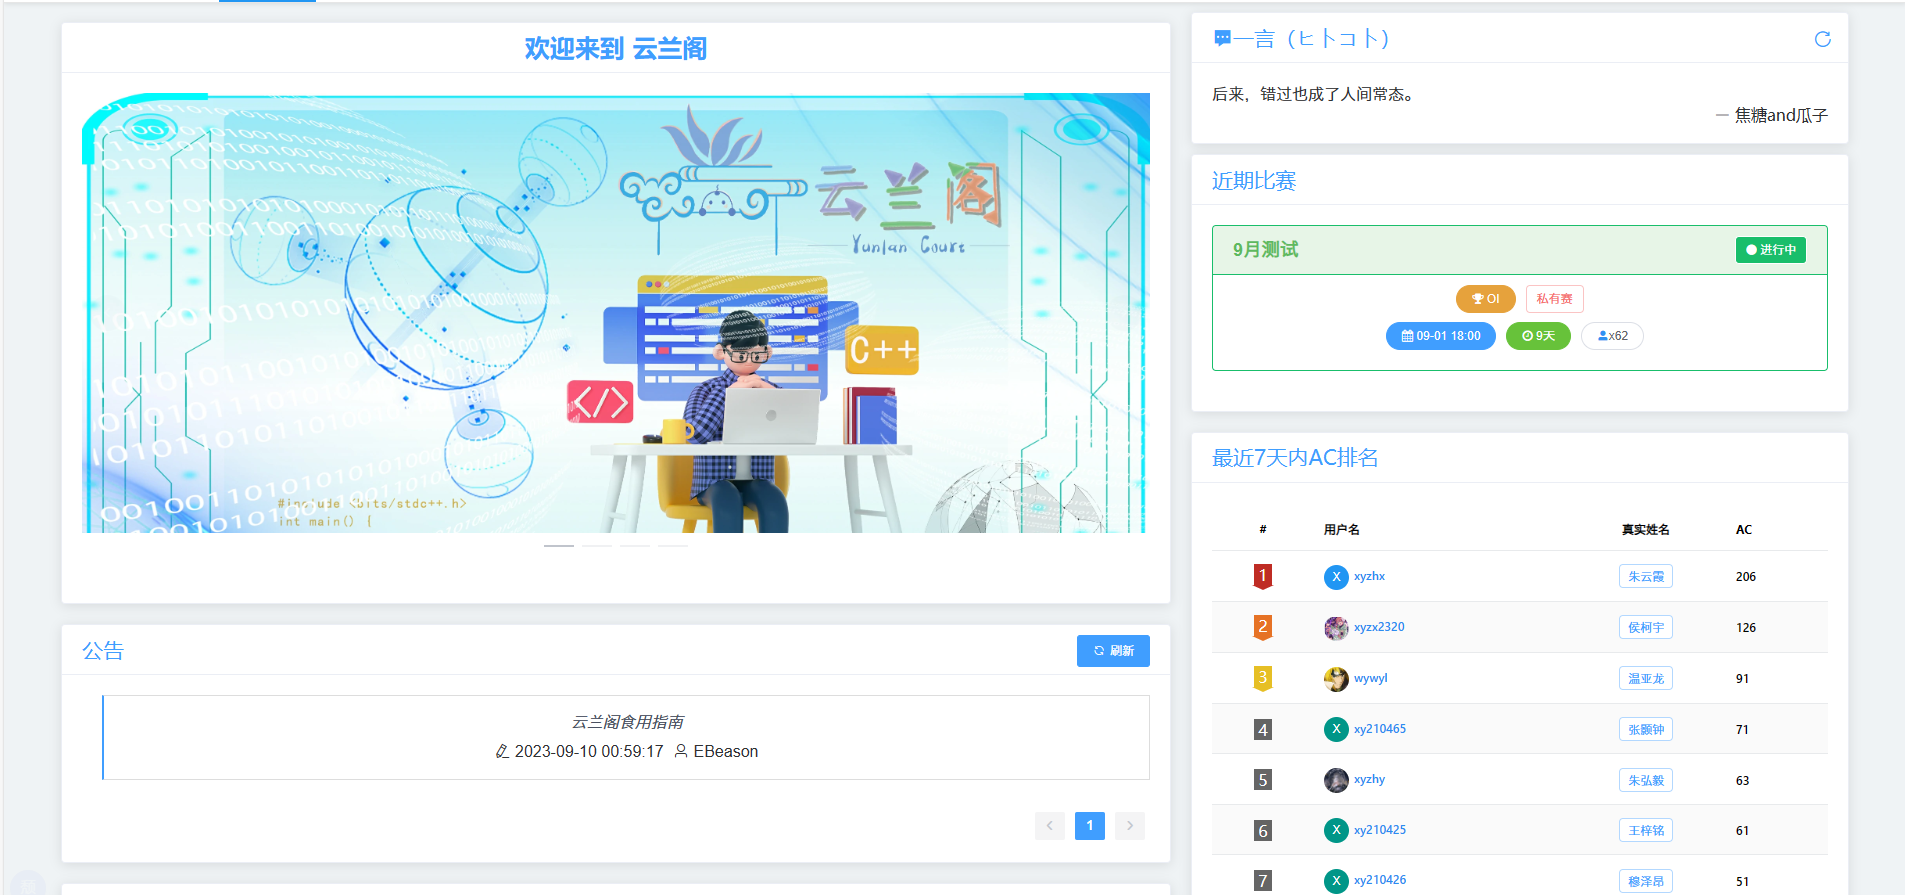 欢迎来到 云兰阁
云兰阁
Yunlan Court
C++
</>
#include <bits/stdc++.h>
int main() {
公告
刷新
云兰阁食用指南
2023-09-10 00:59:17 EBeason
1
一言（ヒトコト）
后来，错过也成了人间常态。
— 焦糖and瓜子
近期比赛
9月测试
进行中
OI 私有赛
09-01 18:00 9天 x62
最近7天内AC排名
# 用户名 真实姓名 AC
1 X xyzhx 朱云霞 206
2 xyzx2320 侯柯宇 126
3 wywyl 温亚龙 91
4 X xy210465 张颢钟 71
5 xyzhy 朱弘毅 63
6 X xy210425 王梓铭 61
7 X xy210426 穆泽昂 51